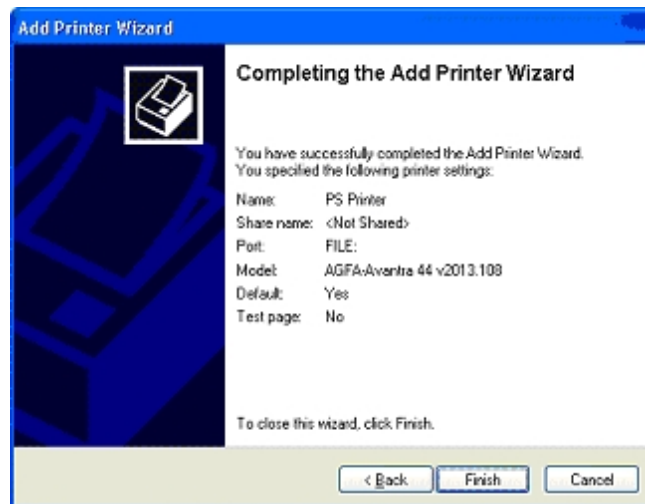 Add Printer Wizard
Completing the Add Printer Wizard
You have successfully completed the Add Printer Wizard.
You specified the following printer settings:
Name: PS Printer
Share name: <Not Shared>
Port: FILE:
Model: AGFA-Avantra 44 v2013.108
Default: Yes
Test page: No
To close this wizard, click Finish.
< Back Finish Cancel